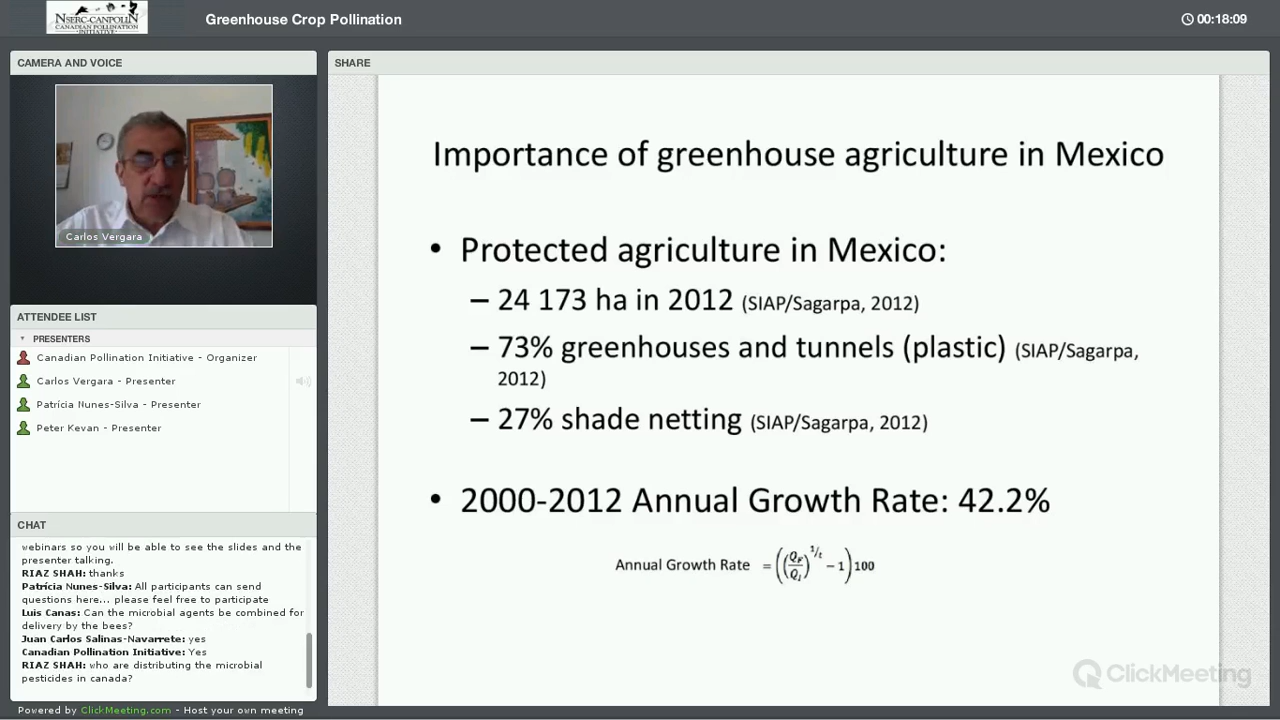 NSERC-CANPOLIN
CANADIAN POLLINATION
INITIATIVE
Greenhouse Crop Pollination
00:18:09
CAMERA AND VOICE
Carlos Vergara
ATTENDEE LIST
PRESENTERS
Canadian Pollination Initiative - Organizer
Carlos Vergara - Presenter
Patrícia Nunes-Silva - Presenter
Peter Kevan - Presenter
CHAT
webinars so you will be able to see the slides and the
presenter talking.
RIAZ SHAH: thanks
Patrícia Nunes-Silva: All participants can send
questions here... please feel free to participate
Luis Canas: Can the microbial agents be combined for
delivery by the bees?
Juan Carlos Salinas-Navarrete: yes
Canadian Pollination Initiative: Yes
RIAZ SHAH: who are distributing the microbial
pesticides in canada?
Powered by ClickMeeting.com - Host your own meeting
SHARE
Importance of greenhouse agriculture in Mexico
• Protected agriculture in Mexico:
– 24 173 ha in 2012 (SIAP/Sagarpa, 2012)
– 73% greenhouses and tunnels (plastic) (SIAP/Sagarpa,
2012)
– 27% shade netting (SIAP/Sagarpa, 2012)
• 2000-2012 Annual Growth Rate: 42.2%
Annual Growth Rate = ((Q_F/Q_I)^1/t − 1)100
ClickMeeting